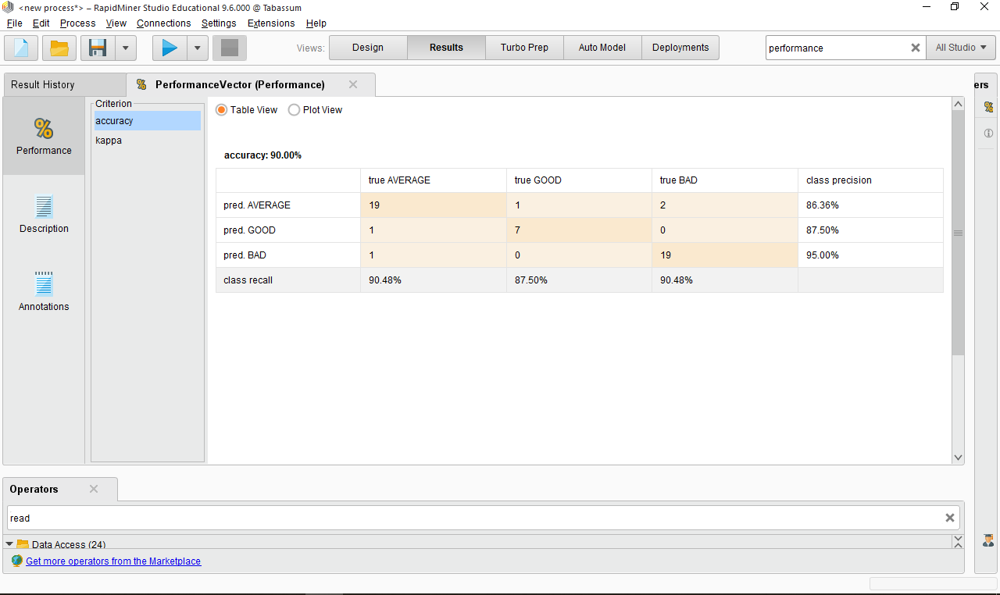 <new process*> – RapidMiner Studio Educational 9.6.000 @ Tabassum
File Edit Process View Connections Settings Extensions Help
Views: Design Results Turbo Prep Auto Model Deployments performance All Studio
Result History % PerformanceVector (Performance) ers
Criterion
% Performance
Description
Annotations
accuracy
kappa
Table View Plot View
accuracy: 90.00%
true AVERAGE true GOOD true BAD class precision
pred. AVERAGE 19 1 2 86.36%
pred. GOOD 1 7 0 87.50%
pred. BAD 1 0 19 95.00%
class recall 90.48% 87.50% 90.48%
%
Operators
read
Data Access (24)
Get more operators from the Marketplace